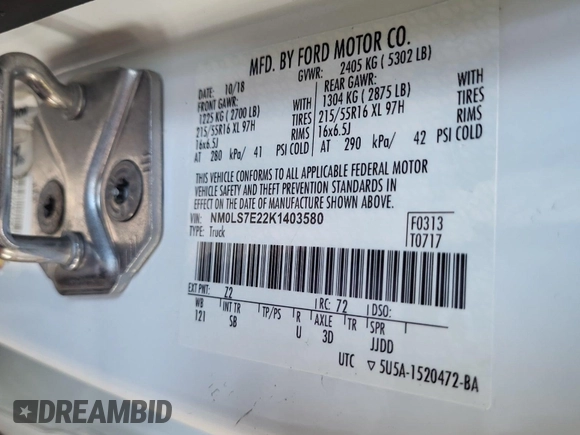 MFD. BY FORD MOTOR CO.
DATE: 10/18 GVWR: 2405 KG ( 5302 LB)
FRONT GAWR: REAR GAWR:
1225 KG ( 2700 LB) WITH 1304 KG ( 2875 LB) WITH
215/55R16 XL 97H TIRES 215/55R16 XL 97H TIRES
16x6.5J RIMS 16x6.5J RIMS
AT 280 kPa/ 41 PSI COLD AT 290 kPa/ 42 PSI COLD
THIS VEHICLE CONFORMS TO ALL APPLICABLE FEDERAL MOTOR
VEHICLE SAFETY AND THEFT PREVENTION STANDARDS IN
EFFECT ON THE DATE OF MANUFACTURE SHOWN ABOVE.
VIN: NM0LS7E22K1403580 F0313
TYPE: Truck T0717
EXT PNT: Z2 RC: 72 DSO:
WB INT TR TP/PS R AXLE TR SPR
121 SB U 3D JJDD
UTC ▽5U5A-1520472-BA
DREAMBID